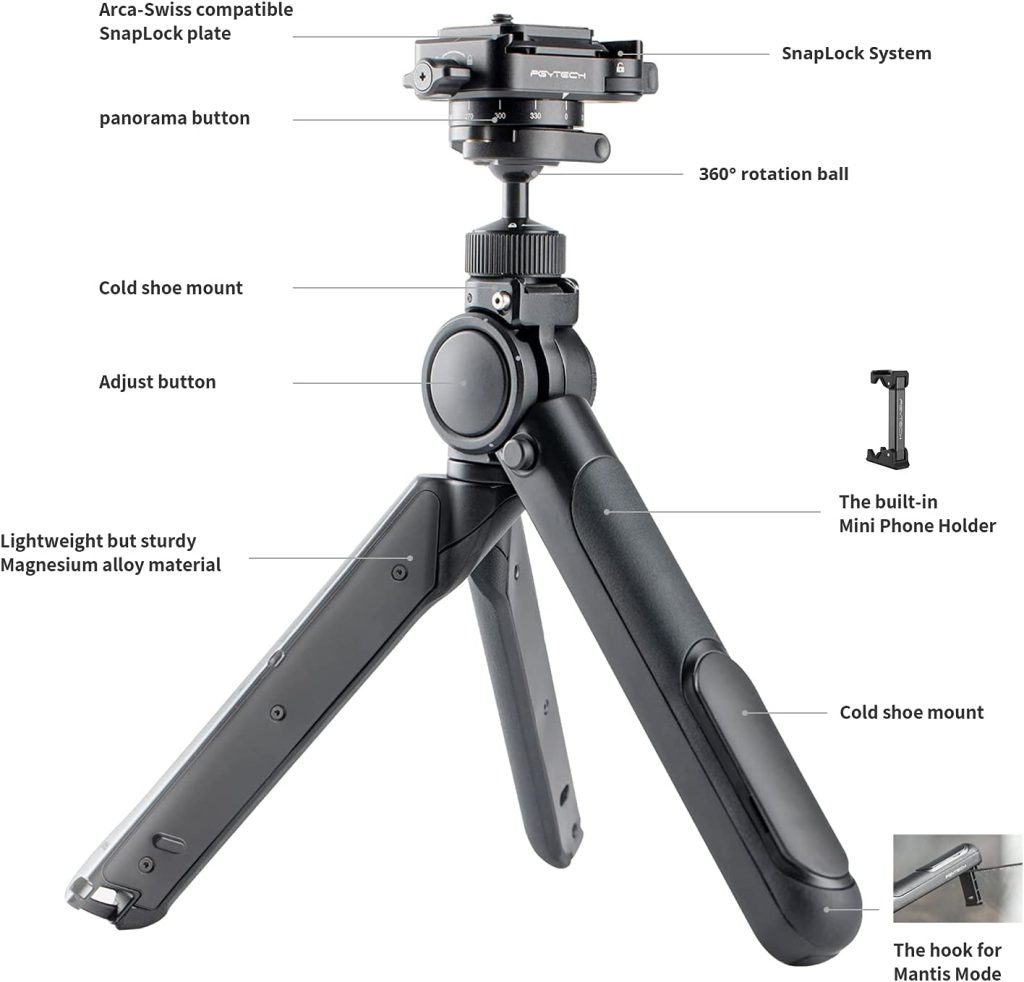 Arca-Swiss compatible
SnapLock plate
SnapLock System
PGYTECH
panorama button
270 300 330 0
360° rotation ball
Cold shoe mount
Adjust button
PGYTECH
The built-in
Mini Phone Holder
Lightweight but sturdy
Magnesium alloy material
Cold shoe mount
PGYTECH
The hook for
Mantis Mode